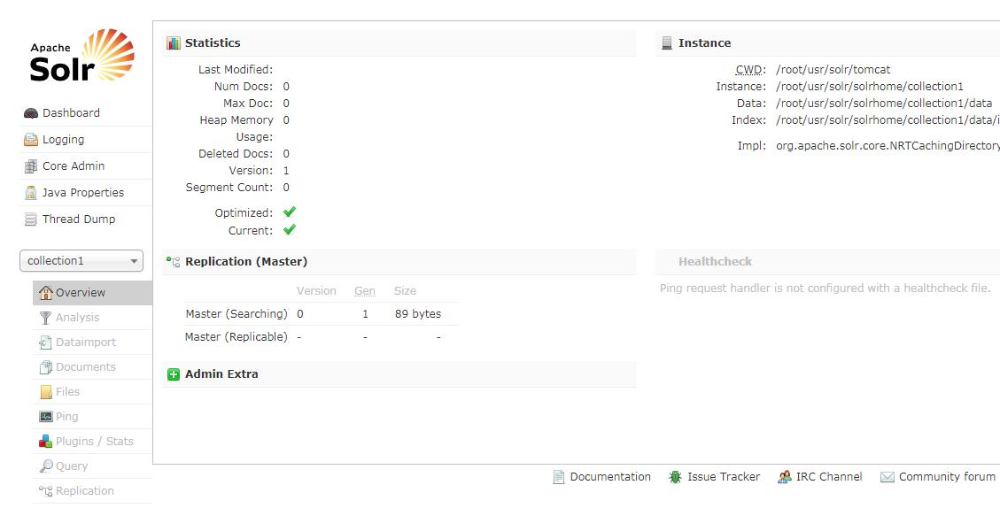 Apache
Solr
Dashboard
Logging
Core Admin
Java Properties
Thread Dump
collection1
Overview
Analysis
Dataimport
Documents
Files
Ping
Plugins / Stats
Query
Replication
Statistics
Last Modified:
Num Docs: 0
Max Doc: 0
Heap Memory 0
Usage:
Deleted Docs: 0
Version: 1
Segment Count: 0
Optimized:
Current:
Instance
CWD: /root/usr/solr/tomcat
Instance: /root/usr/solr/solrhome/collection1
Data: /root/usr/solr/solrhome/collection1/data
Index: /root/usr/solr/solrhome/collection1/data/i
Impl: org.apache.solr.core.NRTCachingDirectory
Replication (Master)
Version Gen Size
Master (Searching) 0 1 89 bytes
Master (Replicable) - - -
Healthcheck
Ping request handler is not configured with a healthcheck file.
Admin Extra
Documentation Issue Tracker IRC Channel Community forum